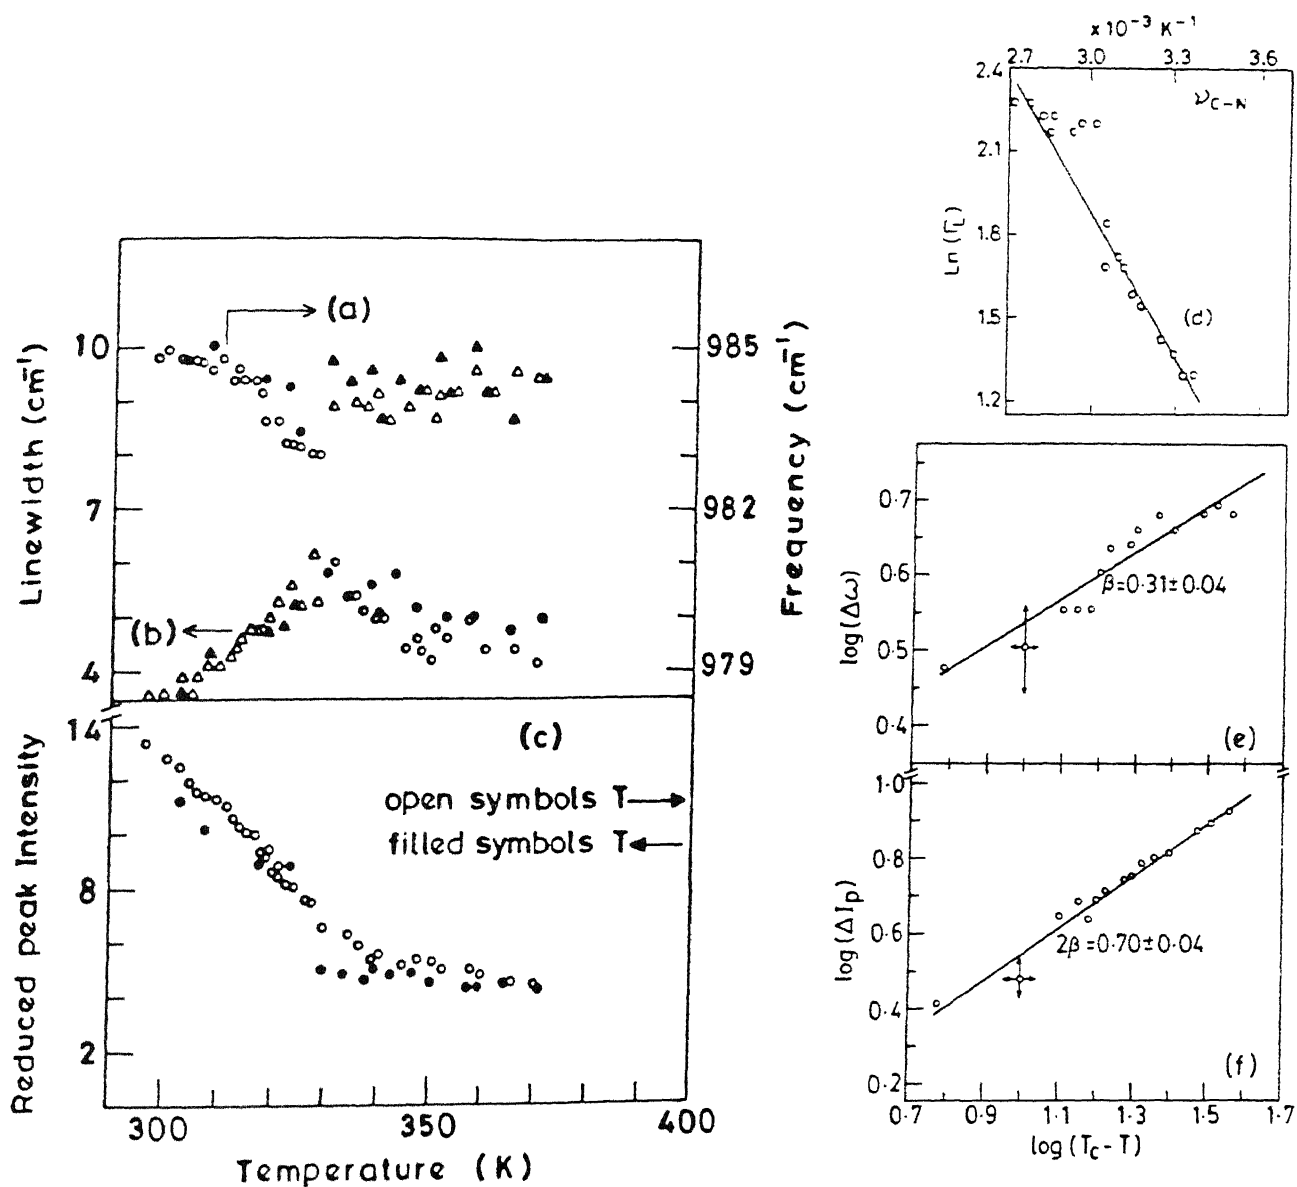 x10⁻³ K⁻¹
2.7 3.0 3.3 3.6
2.4
ν_C-N
2.1
1.8
Ln (Γ_L)
1.5
(d)
1.2
(a)
10
985
Linewidth (cm⁻¹)
Frequency (cm⁻¹)
7
982
(b)
4
979
14
(c)
open symbols T→
filled symbols T←
Reduced peak Intensity
8
2
300 350 400
Temperature (K)
0.7
0.6
log (Δω)
β=0.31±0.04
0.5
0.4
(e)
1.0
0.8
log (Δ I_p)
0.6
2β=0.70±0.04
0.4
(f)
0.2
0.7 0.9 1.1 1.3 1.5 1.7
log (T_C - T)